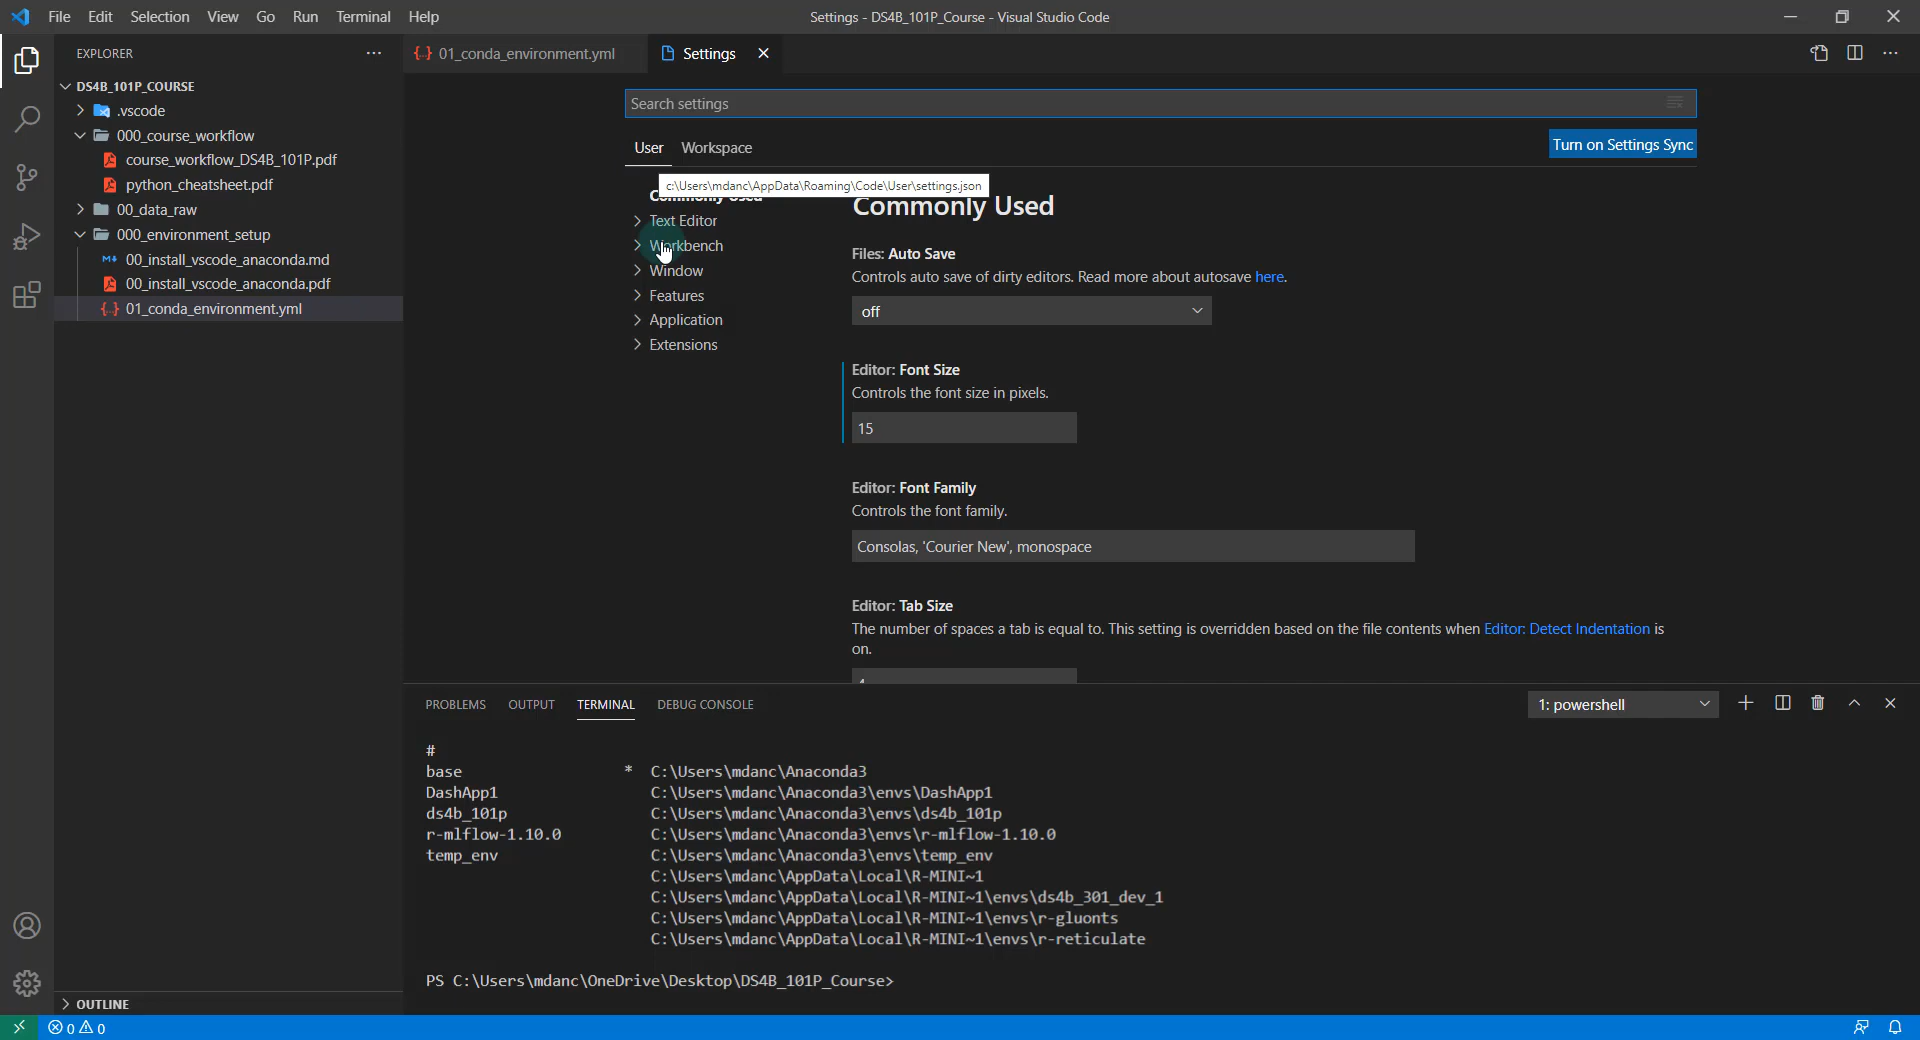 File Edit Selection View Go Run Terminal Help
Settings - DS4B_101P_Course - Visual Studio Code
EXPLORER
DS4B_101P_COURSE
.vscode
000_course_workflow
course_workflow_DS4B_101P.pdf
python_cheatsheet.pdf
00_data_raw
000_environment_setup
00_install_vscode_anaconda.md
00_install_vscode_anaconda.pdf
01_conda_environment.yml
OUTLINE
01_conda_environment.yml
Settings
Search settings
User Workspace
Turn on Settings Sync
c:\Users\mdanc\AppData\Roaming\Code\User\settings.json
Commonly Used
Text Editor
Workbench
Window
Features
Application
Extensions
Commonly Used
Files: Auto Save
Controls auto save of dirty editors. Read more about autosave here.
off
Editor: Font Size
Controls the font size in pixels.
15
Editor: Font Family
Controls the font family.
Consolas, 'Courier New', monospace
Editor: Tab Size
The number of spaces a tab is equal to. This setting is overridden based on the file contents when Editor: Detect Indentation is
on.
PROBLEMS OUTPUT TERMINAL DEBUG CONSOLE
1: powershell
#
base * C:\Users\mdanc\Anaconda3
DashApp1 C:\Users\mdanc\Anaconda3\envs\DashApp1
ds4b_101p C:\Users\mdanc\Anaconda3\envs\ds4b_101p
r-mlflow-1.10.0 C:\Users\mdanc\Anaconda3\envs\r-mlflow-1.10.0
temp_env C:\Users\mdanc\Anaconda3\envs\temp_env
C:\Users\mdanc\AppData\Local\R-MINI~1
C:\Users\mdanc\AppData\Local\R-MINI~1\envs\ds4b_301_dev_1
C:\Users\mdanc\AppData\Local\R-MINI~1\envs\r-gluonts
C:\Users\mdanc\AppData\Local\R-MINI~1\envs\r-reticulate
PS C:\Users\mdanc\OneDrive\Desktop\DS4B_101P_Course>
0 0